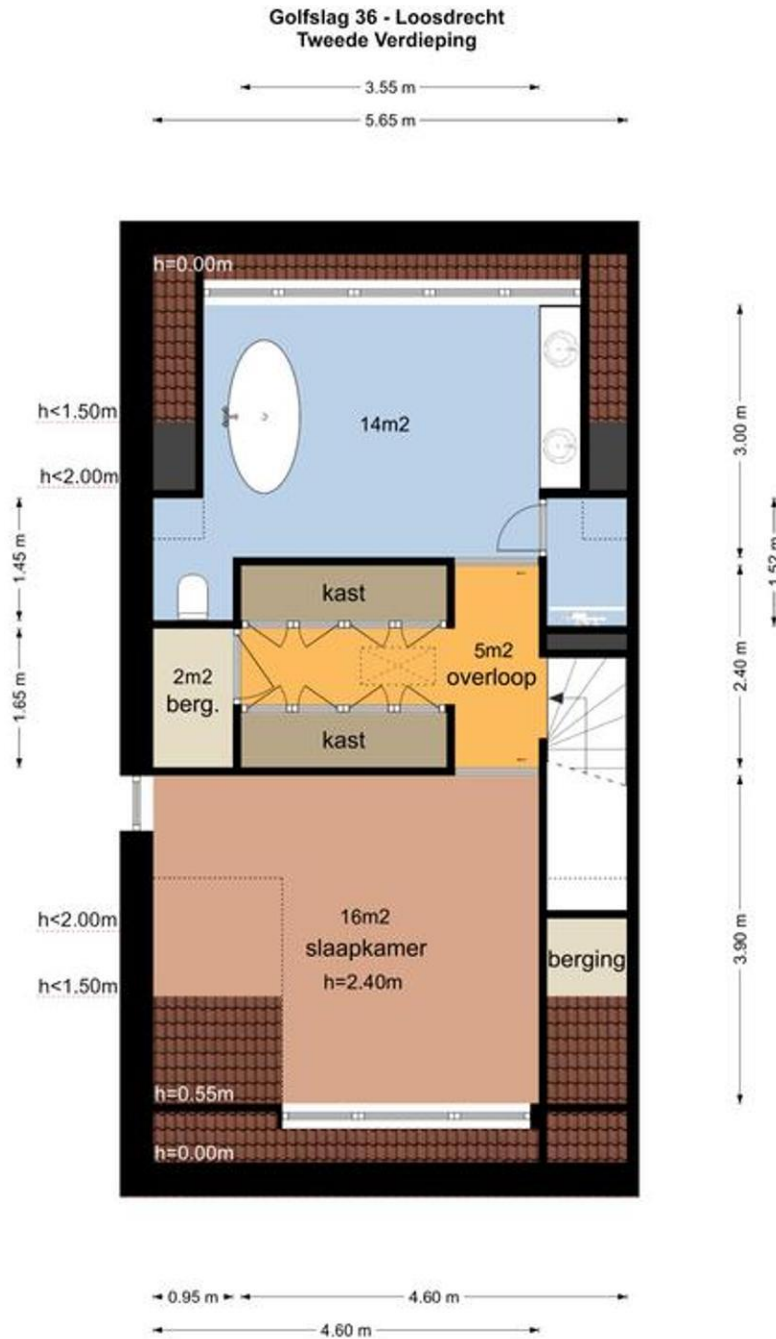 Golfslag 36 - Loosdrecht
Tweede Verdieping
3.55 m
5.65 m
h=0.00m
h<1.50m
14m2
3.00 m
h<2.00m
1.45 m
1.52 m
kast
2m2
berg.
5m2
overloop
2.40 m
1.65 m
kast
h<2.00m
16m2
slaapkamer
h=2.40m
berging
3.90 m
h<1.50m
h=0.55m
h=0.00m
0.95 m
4.60 m
4.60 m